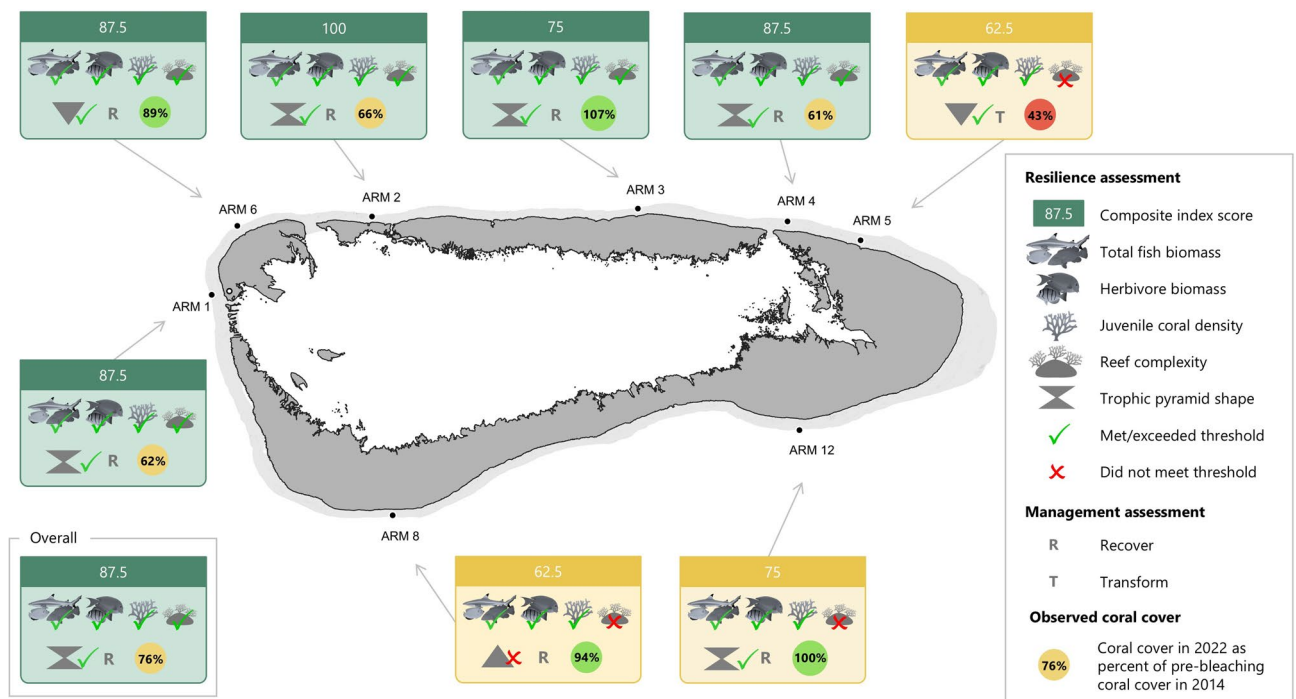 87.5
100
75
87.5
62.5
R 89%
R 66%
R 107%
R 61%
T 43%
ARM 6
ARM 2
ARM 3
ARM 4
ARM 5
ARM 1
ARM 12
ARM 8
87.5
R 62%
Overall
87.5
R 76%
62.5
R 94%
75
R 100%
Resilience assessment
87.5 Composite index score
Total fish biomass
Herbivore biomass
Juvenile coral density
Reef complexity
Trophic pyramid shape
Met/exceeded threshold
Did not meet threshold
Management assessment
R Recover
T Transform
Observed coral cover
Coral cover in 2022 as
76% percent of pre-bleaching
coral cover in 2014